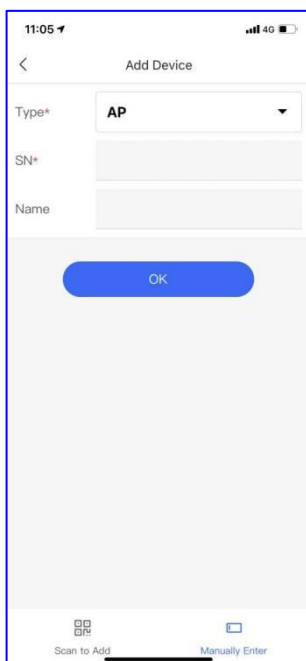 11:05 4G
Add Device
Type* AP
SN*
Name
OK
Scan to Add Manually Enter